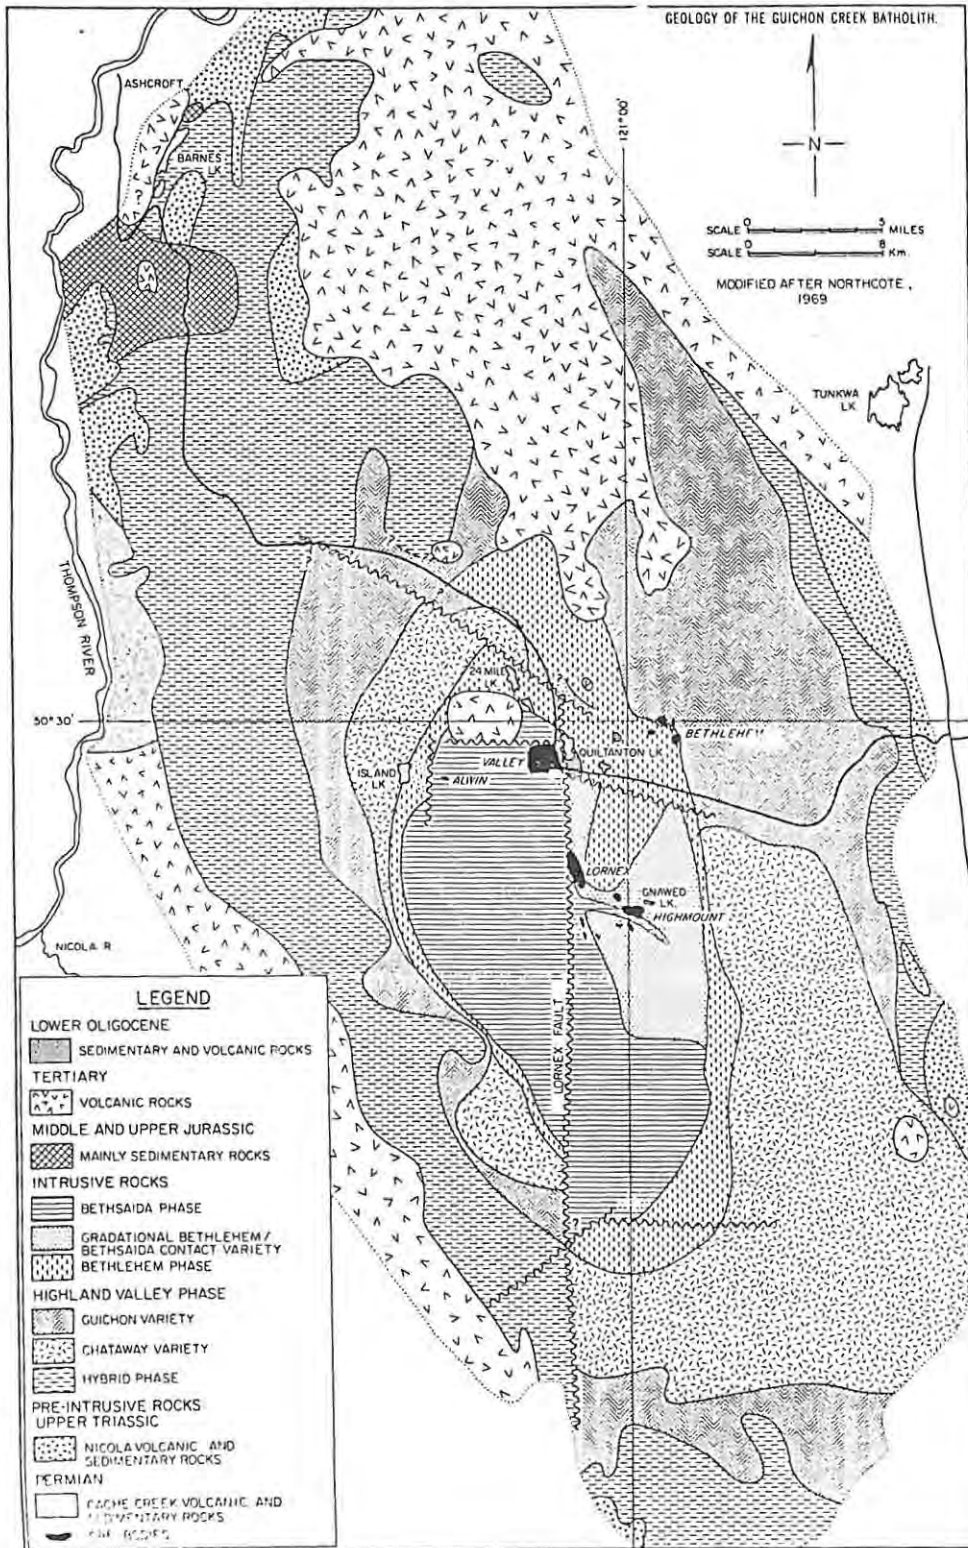 GEOLOGY OF THE GUICHON CREEK BATHOLITH.
ASHCROFT
121°00'
BARNES
LK
N
SCALE 0 5 MILES
SCALE 0 8 Km.
MODIFIED AFTER NORTHCOTE,
1969
TUNKWA
LK
THOMPSON RIVER
?
24 MILE
LK
?
50°30'
BETHLEHEM
QUILTANTON LK
VALLEY
ISLAND
LK
ALWIN
LORNEX
GNAWED
LK.
HIGHMOUNT
NICOLA R.
LORNEX FAULT
?
LEGEND
LOWER OLIGOCENE
SEDIMENTARY AND VOLCANIC ROCKS
TERTIARY
VOLCANIC ROCKS
MIDDLE AND UPPER JURASSIC
MAINLY SEDIMENTARY ROCKS
INTRUSIVE ROCKS
BETHSAIDA PHASE
GRADATIONAL BETHLEHEM/
BETHSAIDA CONTACT VARIETY
BETHLEHEM PHASE
HIGHLAND VALLEY PHASE
GUICHON VARIETY
CHATAWAY VARIETY
HYBRID PHASE
PRE-INTRUSIVE ROCKS
UPPER TRIASSIC
NICOLA VOLCANIC AND
SEDIMENTARY ROCKS
PERMIAN
CACHE CREEK VOLCANIC AND
SEDIMENTARY ROCKS
BODIES